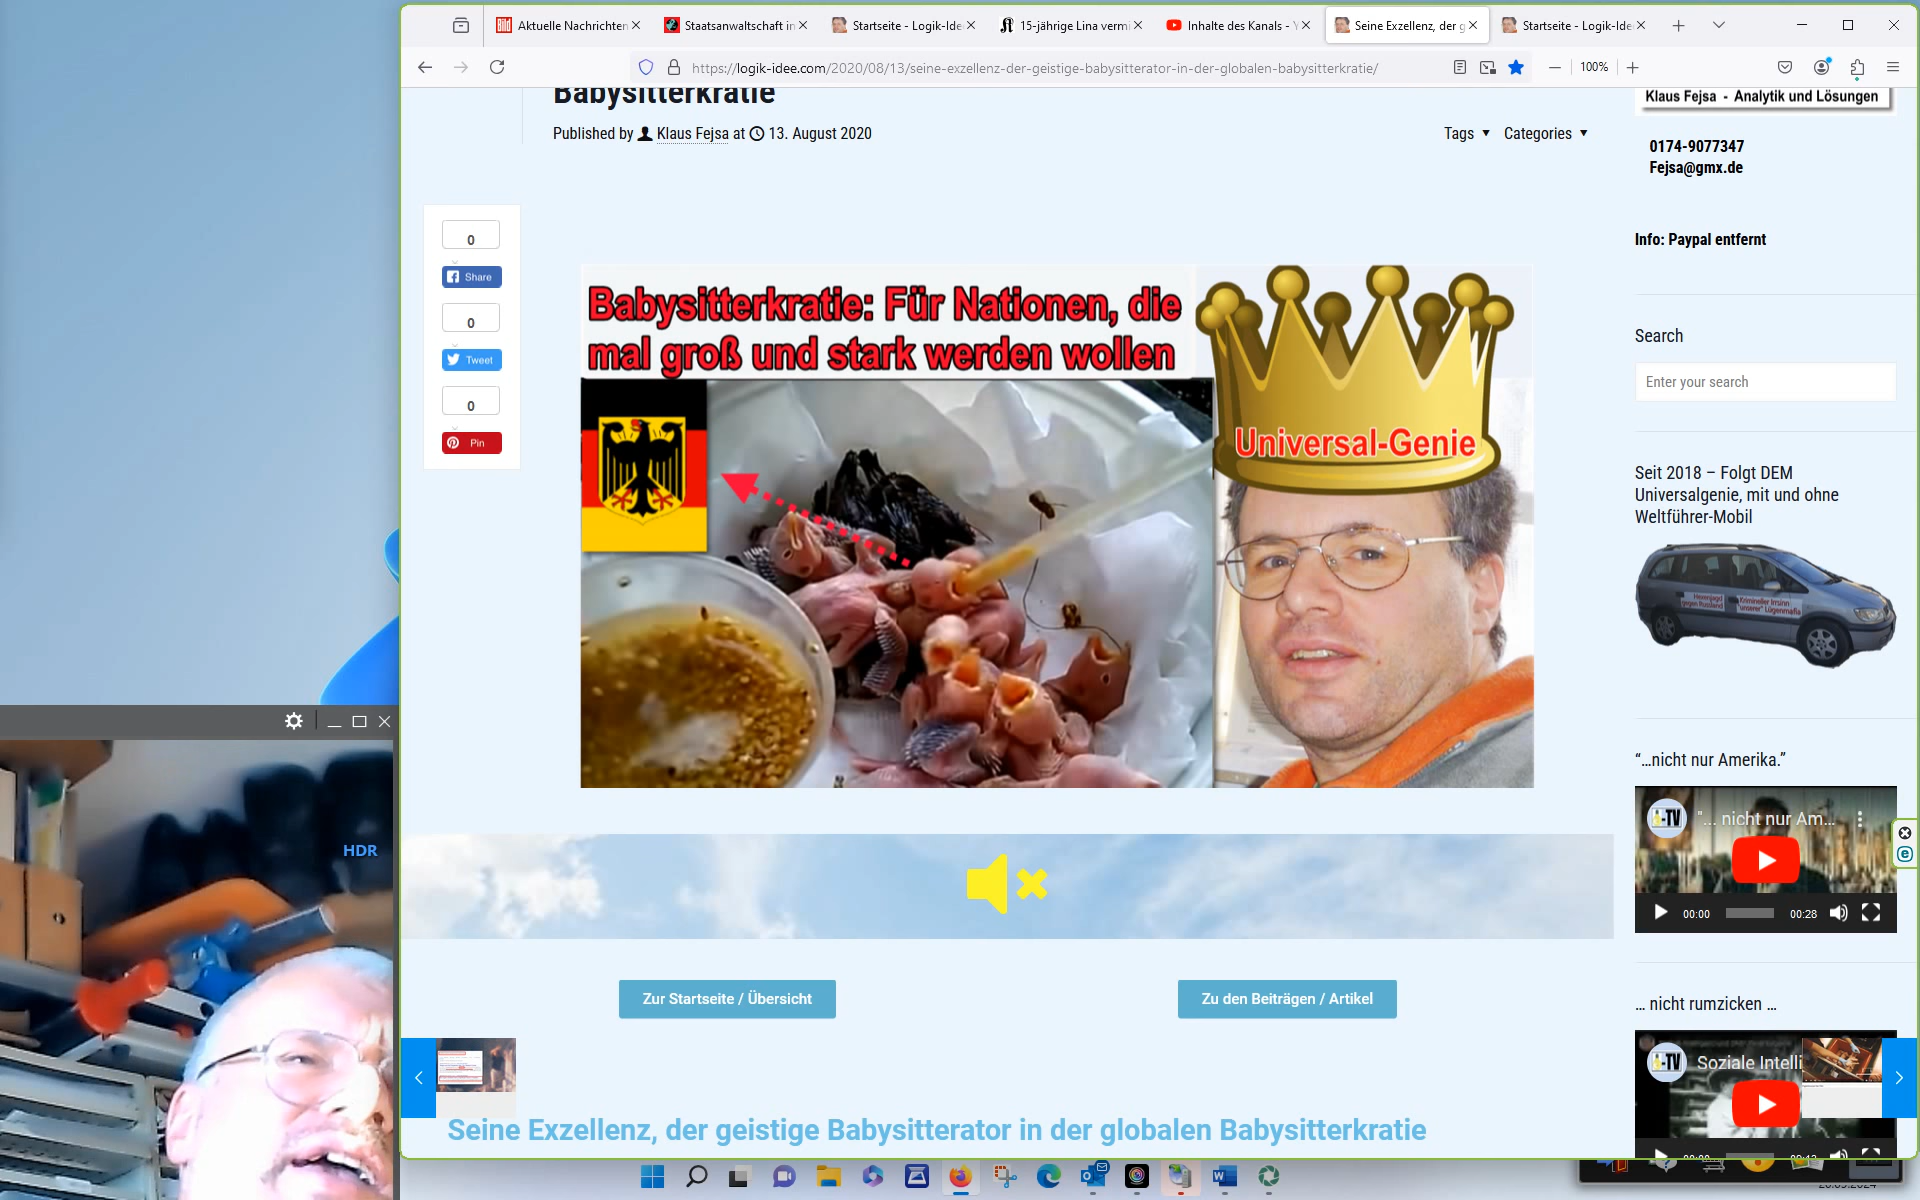 Aktuelle Nachrichten
Staatsanwaltschaft in
Startseite - Logik-Ide
15-jährige Lina vermi
Inhalte des Kanals - Y
Seine Exzellenz, der g
Startseite - Logik-Ide
https://logik-idee.com/2020/08/13/seine-exzellenz-der-geistige-babysitterator-in-der-globalen-babysitterkratie/
100%
Babysitterkratie
Published by Klaus Fejsa at 13. August 2020
Tags Categories
0
Share
0
Tweet
0
Pin
Babysitterkratie: Für Nationen, die
mal groß und stark werden wollen
Universal-Genie
Zur Startseite / Übersicht
Zu den Beiträgen / Artikel
Seine Exzellenz, der geistige Babysitterator in der globalen Babysitterkratie
Klaus Fejsa - Analytik und Lösungen
0174-9077347
Fejsa@gmx.de
Info: Paypal entfernt
Search
Enter your search
Seit 2018 – Folgt DEM
Universalgenie, mit und ohne
Weltführer-Mobil
“…nicht nur Amerika.”
"... nicht nur Am...
00:00
00:28
… nicht rumzicken …
Soziale Intelli
HDR